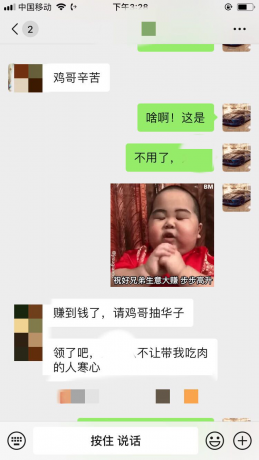 中国移动
下午2:28
2
鸡哥辛苦
啥啊！这是
不用了，
BM
祝好兄弟生意大赚 步步高升
赚到钱了，请鸡哥抽华子
领了吧，
不让带我吃肉
的人寒心
按住 说话